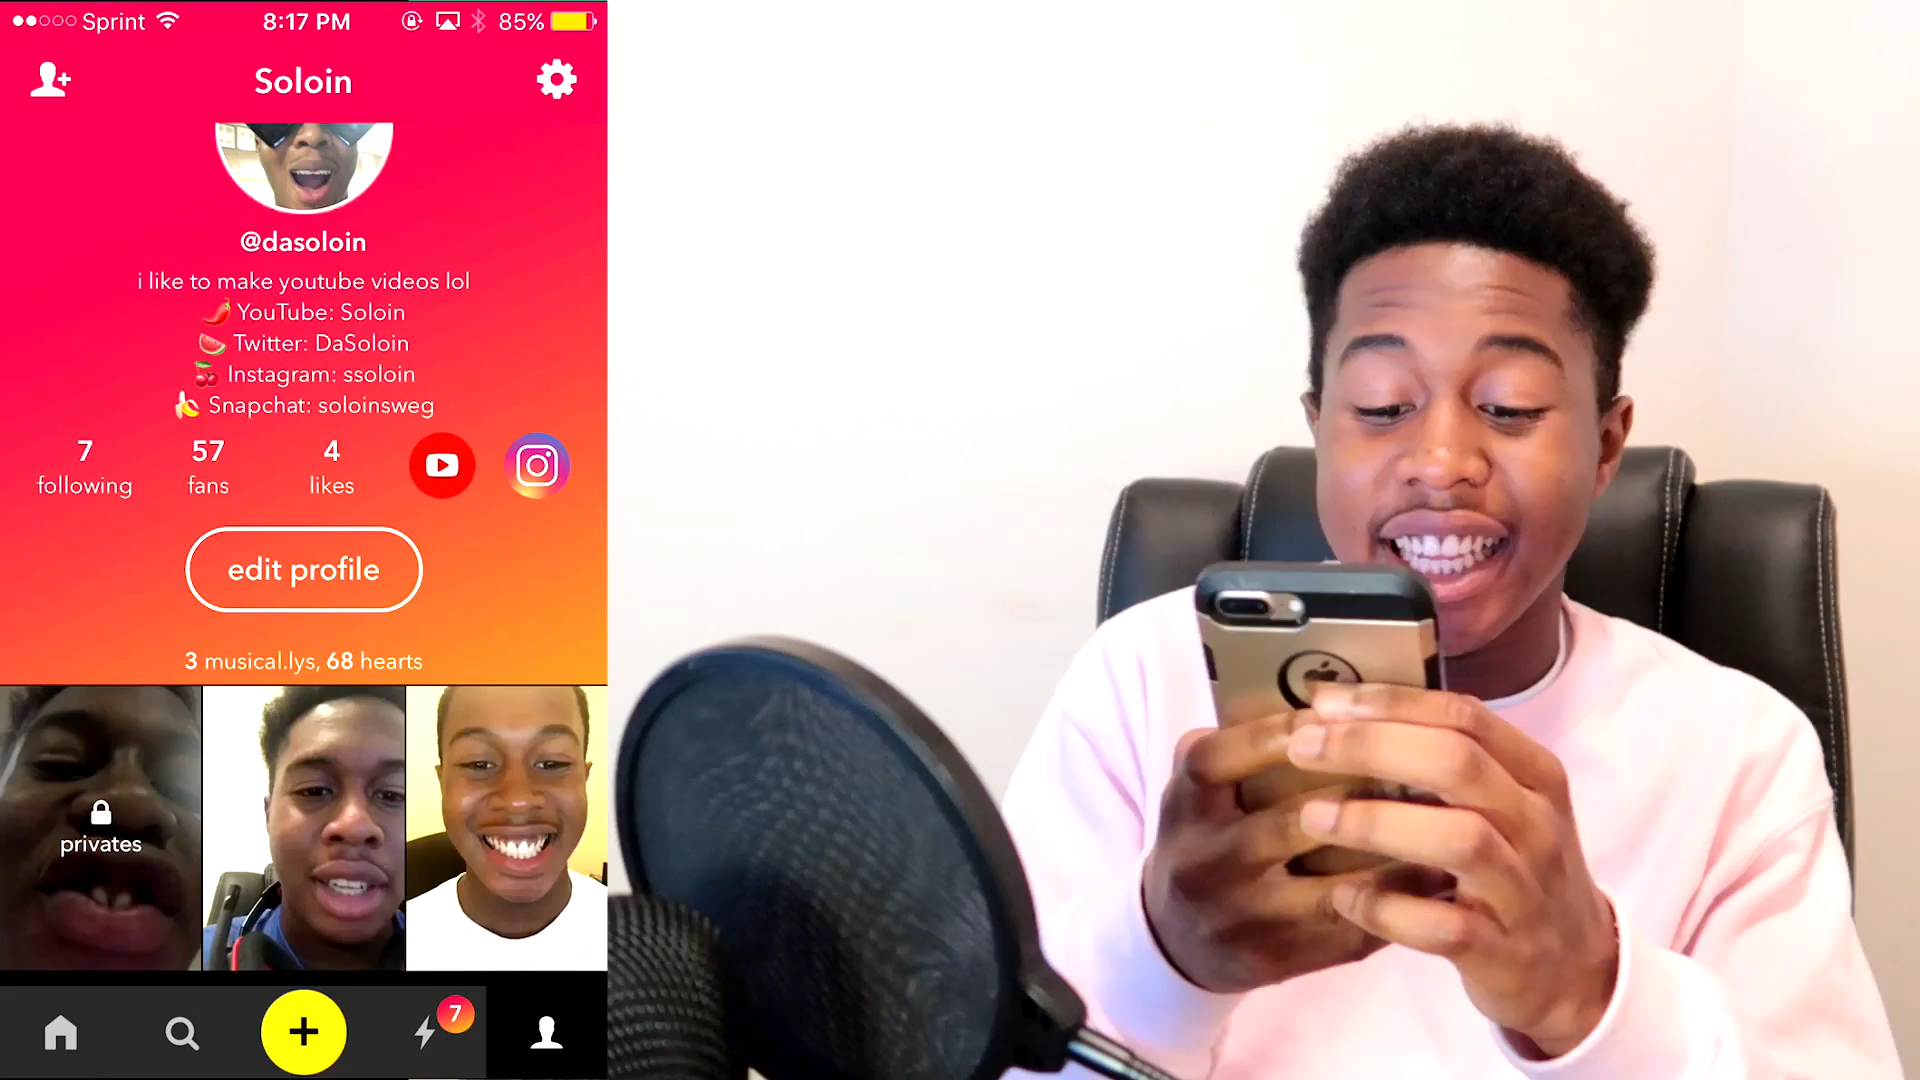 Sprint 8:17 PM 85%
Soloin
@dasoloin
i like to make youtube videos lol
🌶 YouTube: Soloin
🍉 Twitter: DaSoloin
🍒 Instagram: ssoloin
🍌 Snapchat: soloinsweg
7 57 4
following fans likes
edit profile
3 musical.lys, 68 hearts
privates
7